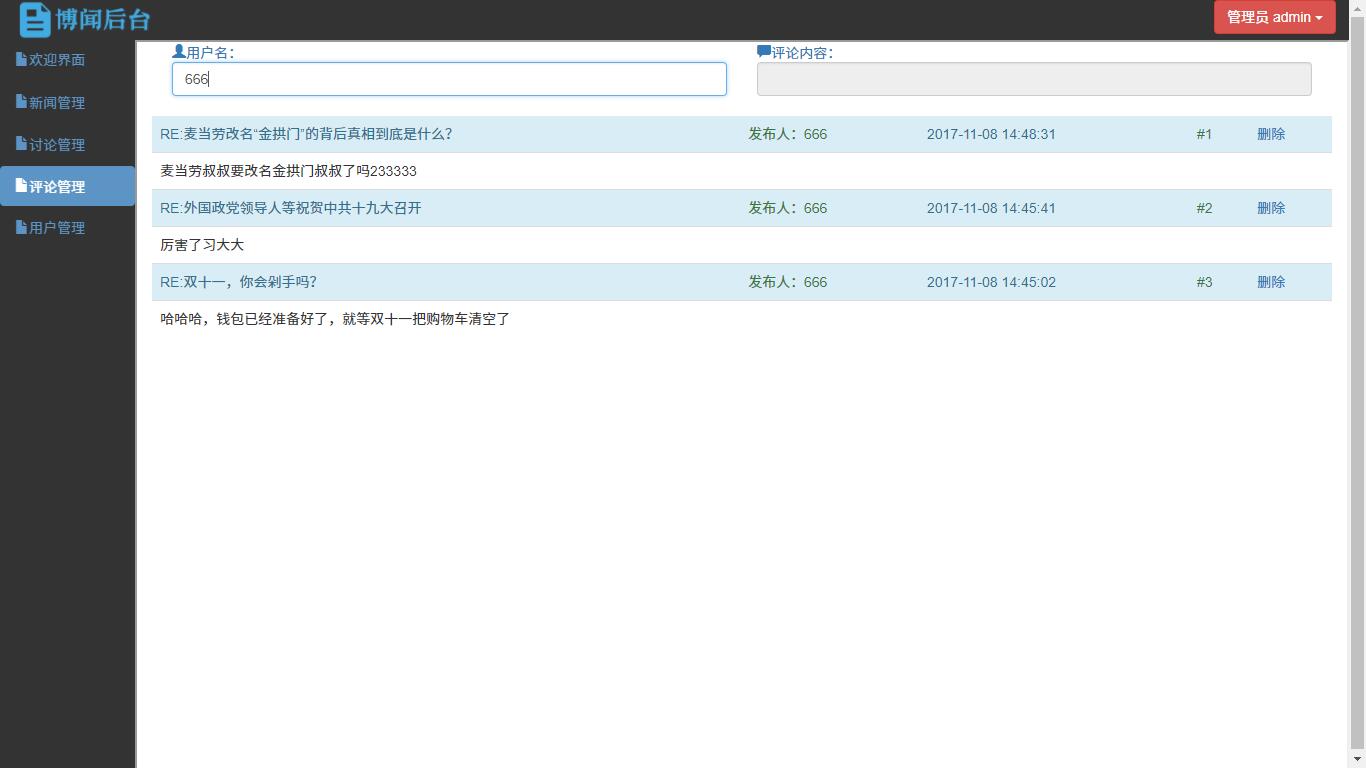 博闻后台
管理员 admin
欢迎界面
新闻管理
讨论管理
评论管理
用户管理
用户名：
评论内容：
666
RE:麦当劳改名“金拱门”的背后真相到底是什么？ 发布人：666 2017-11-08 14:48:31 #1 删除
麦当劳叔叔要改名金拱门叔叔了吗233333
RE:外国政党领导人等祝贺中共十九大召开 发布人：666 2017-11-08 14:45:41 #2 删除
厉害了习大大
RE:双十一，你会剁手吗？ 发布人：666 2017-11-08 14:45:02 #3 删除
哈哈哈，钱包已经准备好了，就等双十一把购物车清空了